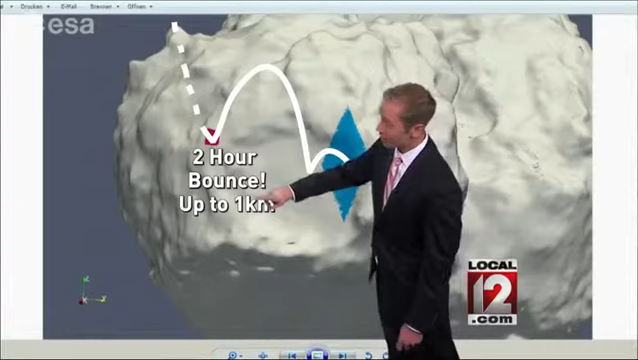 Drucken
E-Mail
Brennen
Öffnen
esa
2 Hour
Bounce!
Up to 1km
LOCAL
12
.com